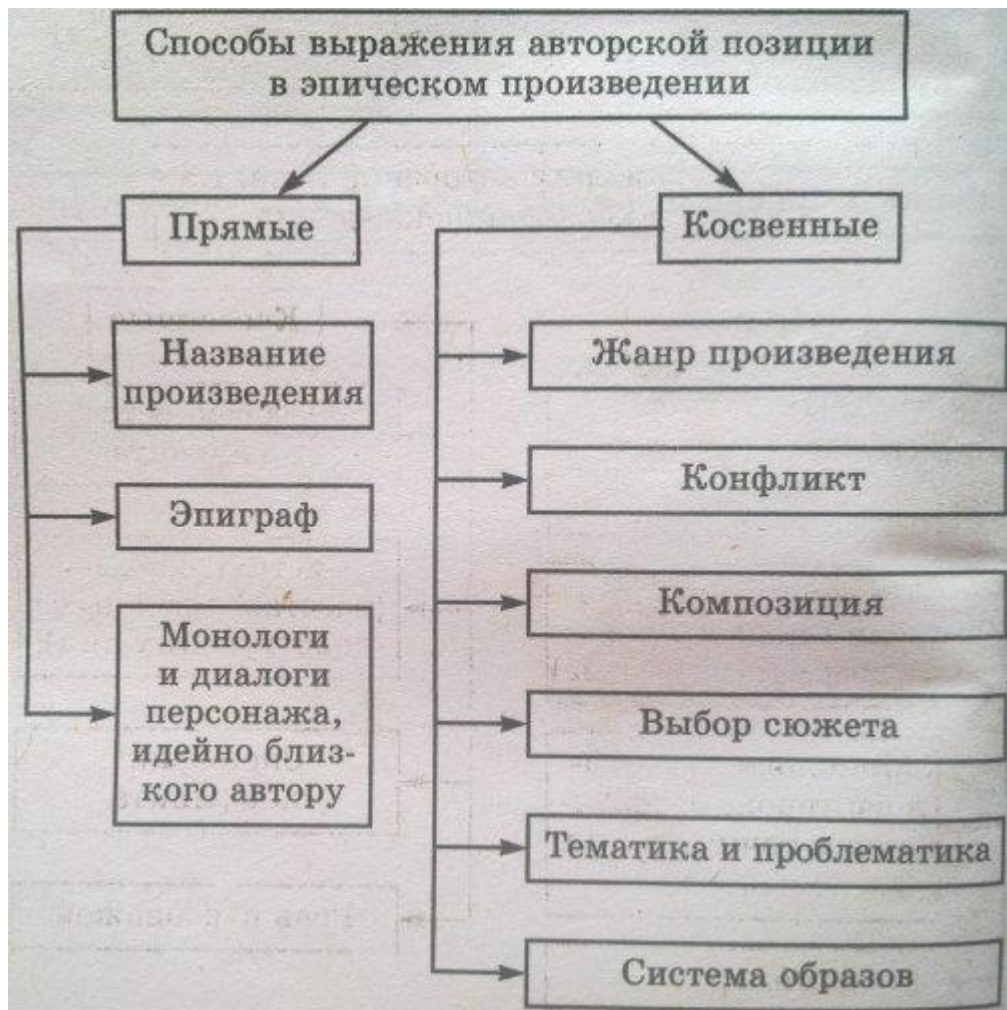 Способы выражения авторской позиции
в эпическом произведении
Прямые
Косвенные
Название
произведения
Эпиграф
Монологи
и диалоги
персонажа,
идейно близ-
кого автору
Жанр произведения
Конфликт
Композиция
Выбор сюжета
Тематика и проблематика
Система образов